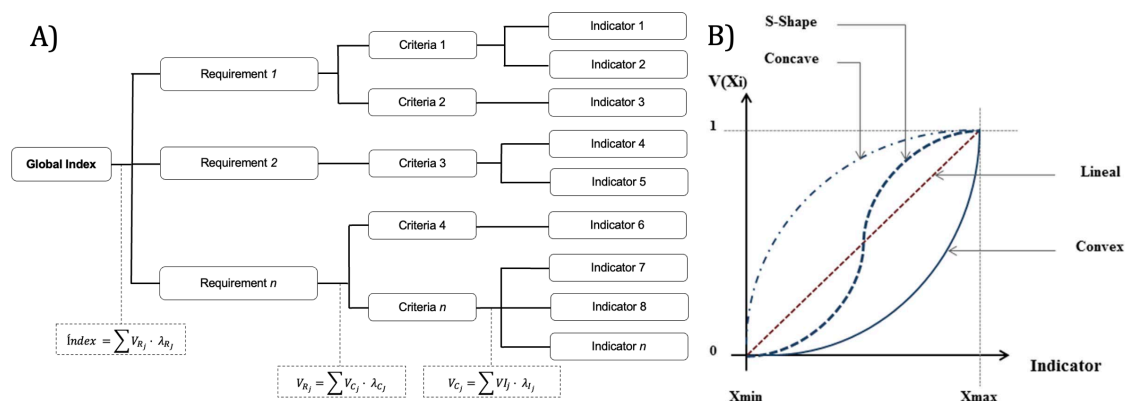 A)
Global Index
Requirement 1
Requirement 2
Requirement n
Criteria 1
Criteria 2
Criteria 3
Criteria 4
Criteria n
Indicator 1
Indicator 2
Indicator 3
Indicator 4
Indicator 5
Indicator 6
Indicator 7
Indicator 8
Indicator n
Índex = ∑ V_{R_j} · λ_{R_j}
V_{R_j} = ∑ V_{C_j} · λ_{C_j}
V_{C_j} = ∑ VI_j · λ_{I_j}
B)
S-Shape
Concave
V(Xi)
1
Lineal
Convex
0
Indicator
Xmin
Xmax